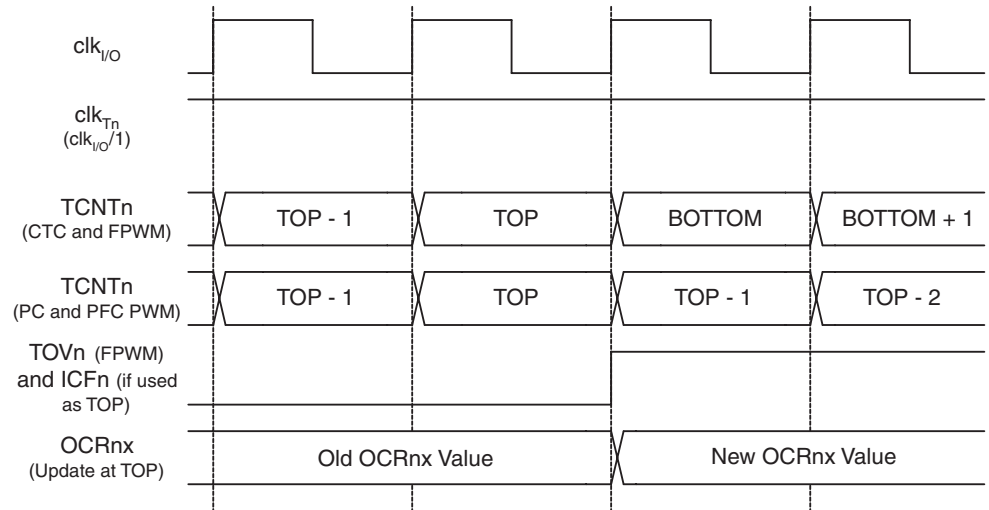 clkI/O
clkTn
(clkI/O/1)
TCNTn
(CTC and FPWM)
TOP - 1
TOP
BOTTOM
BOTTOM + 1
TCNTn
(PC and PFC PWM)
TOP - 1
TOP
TOP - 1
TOP - 2
TOVn (FPWM)
and ICFn (if used
as TOP)
OCRnx
(Update at TOP)
Old OCRnx Value
New OCRnx Value